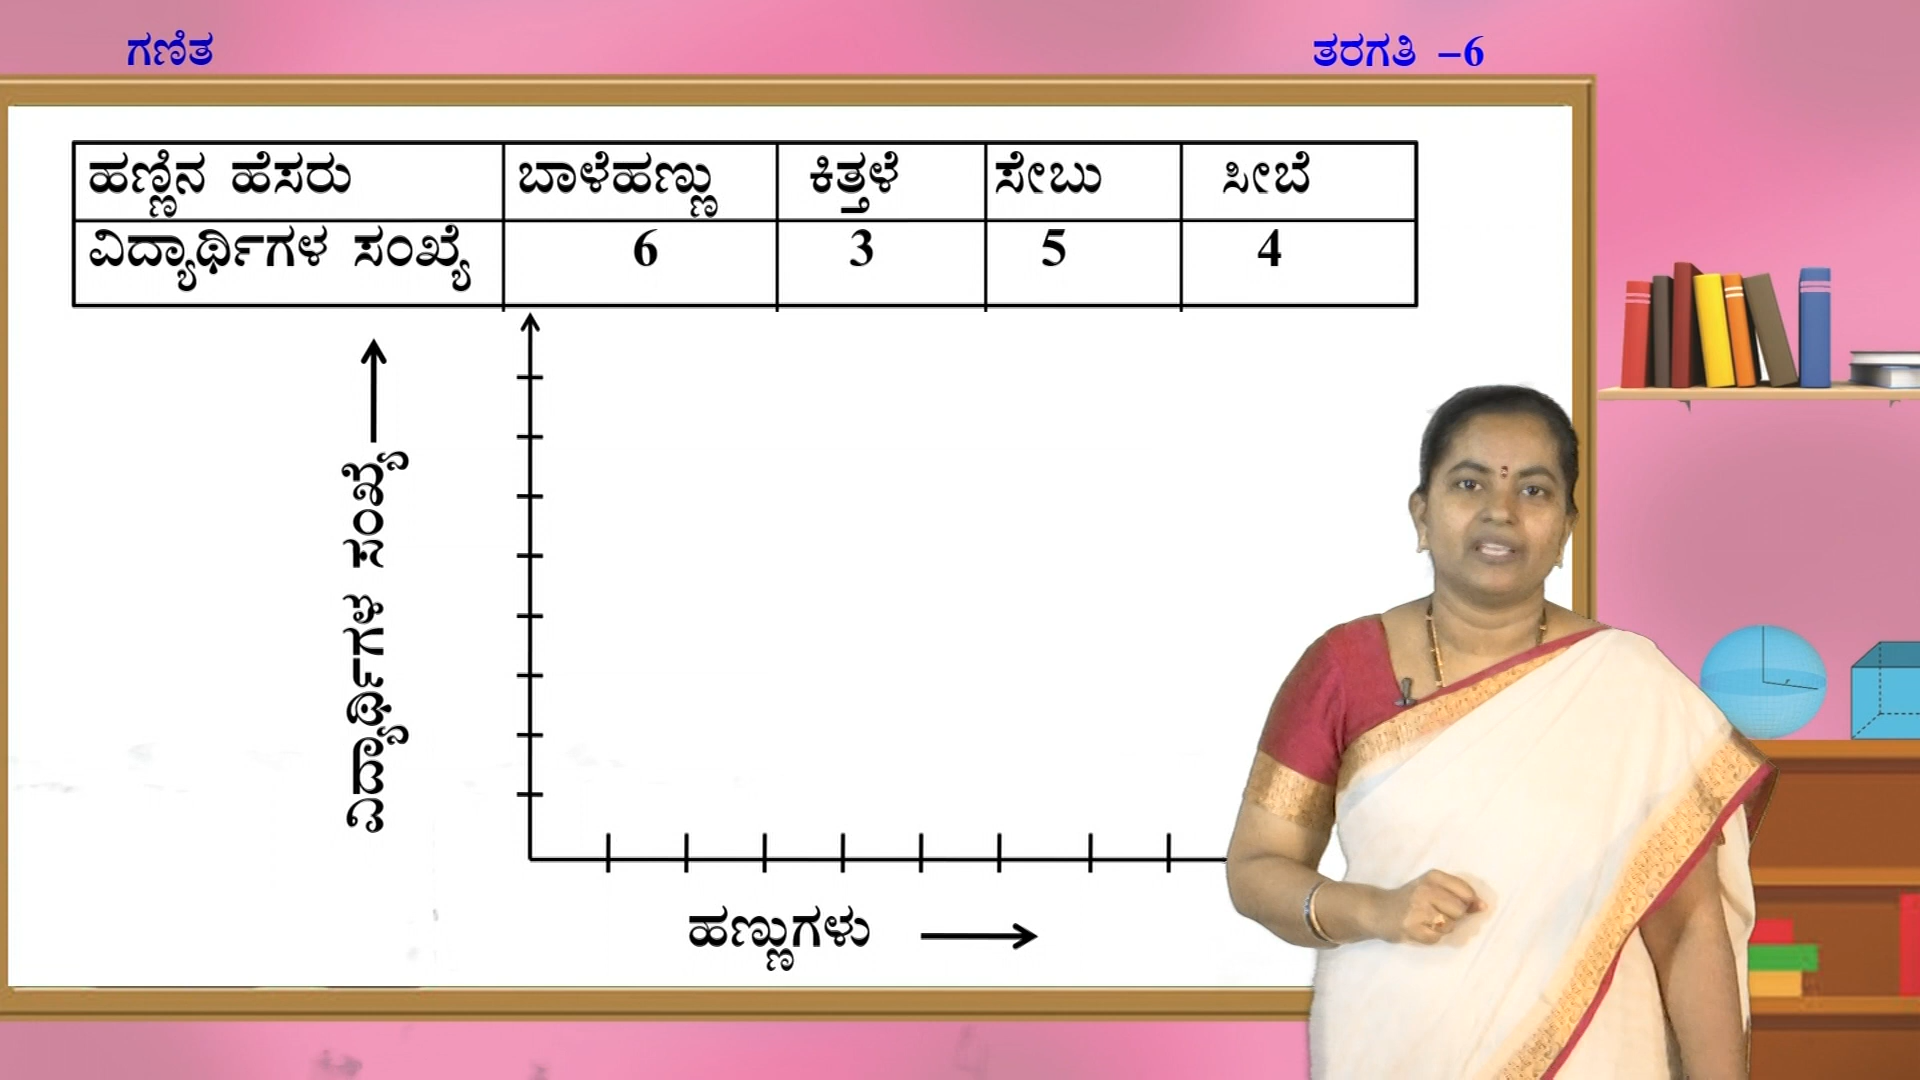 ಗಣಿತ
ತರಗತಿ –6
ಹಣ್ಣಿನ ಹೆಸರು ಬಾಳೆಹಣ್ಣು ಕಿತ್ತಳೆ ಸೇಬು ಸೀಬೆ
ವಿದ್ಯಾರ್ಥಿಗಳ ಸಂಖ್ಯೆ 6 3 5 4
ವಿದ್ಯಾರ್ಥಿಗಳ ಸಂಖ್ಯೆ
ಹಣ್ಣುಗಳು